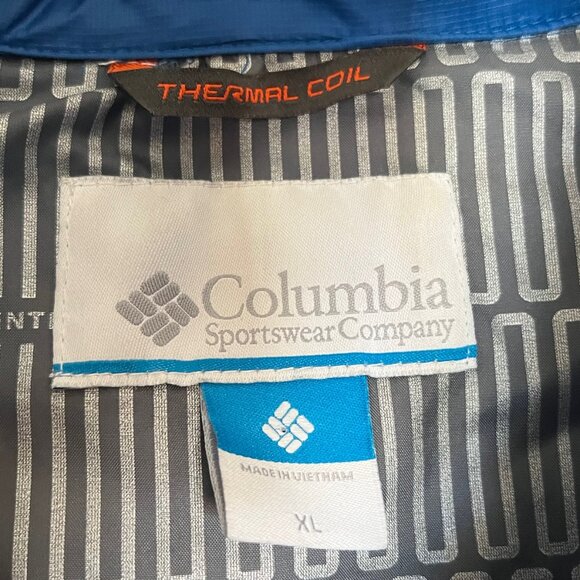 THERMAL COIL
Columbia
Sportswear Company
MADE IN VIETNAM
XL